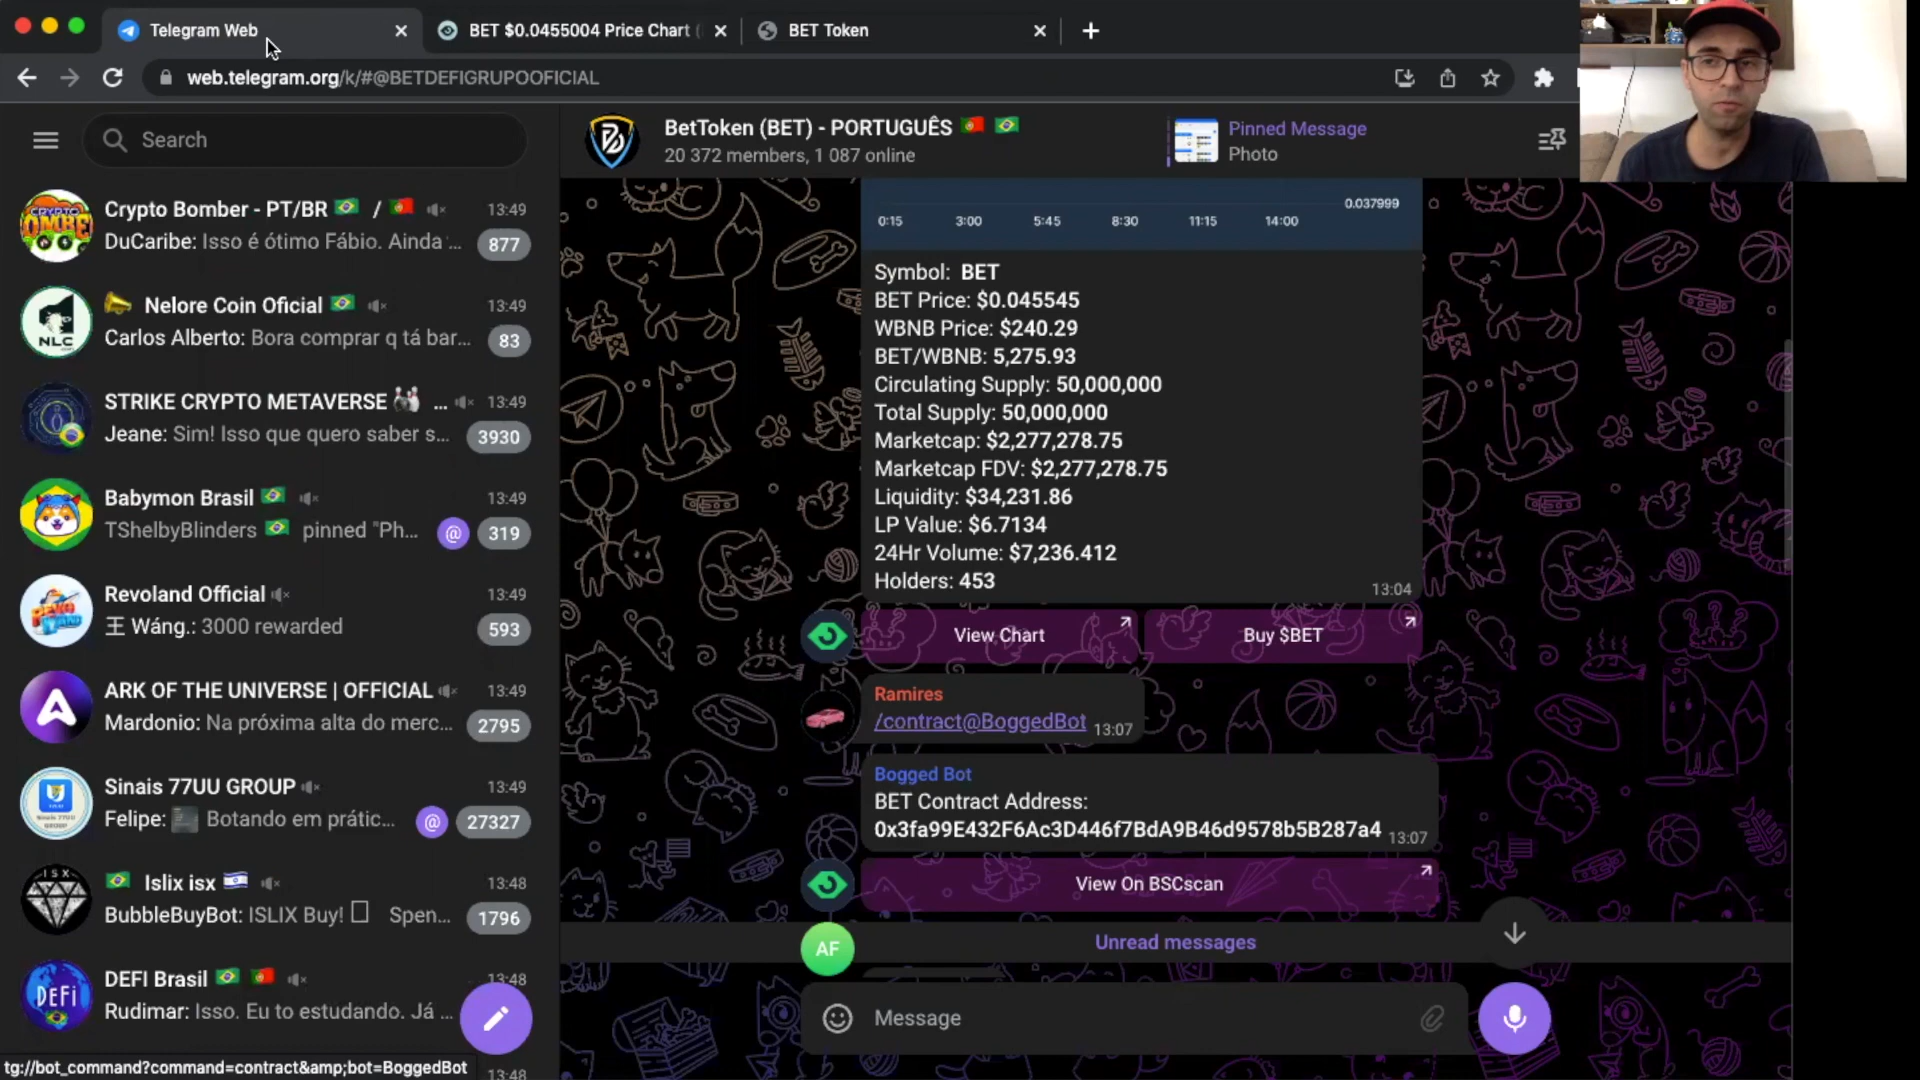 Telegram Web
BET $0.0455004 Price Chart (
BET Token
web.telegram.org/k/#@BETDEFIGRUPOOFICIAL
Search
Crypto Bomber - PT/BR 🇧🇷 / 🇵🇹
13:49
DuCaribe: Isso é ótimo Fábio. Ainda ...
877
Nelore Coin Oficial
13:49
Carlos Alberto: Bora comprar q tá bar...
83
NLC
STRIKE CRYPTO METAVERSE 🎳 ...
13:49
Jeane: Sim! Isso que quero saber s...
3930
Babymon Brasil
13:49
TShelbyBlinders 🇧🇷 pinned "Ph...
@
319
Revoland Official
13:49
王 Wáng.: 3000 rewarded
593
ARK OF THE UNIVERSE | OFFICIAL
13:49
Mardonio: Na próxima alta do merc...
2795
Sinais 77UU GROUP
13:49
Felipe: Botando em prátic...
@
27327
Islix isx
13:48
BubbleBuyBot: ISLIX Buy! Spen...
1796
DEFI Brasil
13:48
Rudimar: Isso. Eu to estudando. Já ...
DEFi
13:48
tg://bot_command?command=contract&amp;bot=BoggedBot
BetToken (BET) - PORTUGUÊS 🇵🇹 🇧🇷
20 372 members, 1 087 online
Pinned Message
Photo
0.037999
0:15 3:00 5:45 8:30 11:15 14:00
Symbol: BET
BET Price: $0.045545
WBNB Price: $240.29
BET/WBNB: 5,275.93
Circulating Supply: 50,000,000
Total Supply: 50,000,000
Marketcap: $2,277,278.75
Marketcap FDV: $2,277,278.75
Liquidity: $34,231.86
LP Value: $6.7134
24Hr Volume: $7,236.412
Holders: 453
13:04
View Chart
Buy $BET
Ramires
/contract@BoggedBot 13:07
Bogged Bot
BET Contract Address:
0x3fa99E432F6Ac3D446f7BdA9B46d9578b5B287a4 13:07
View On BSCscan
AF
Unread messages
Message